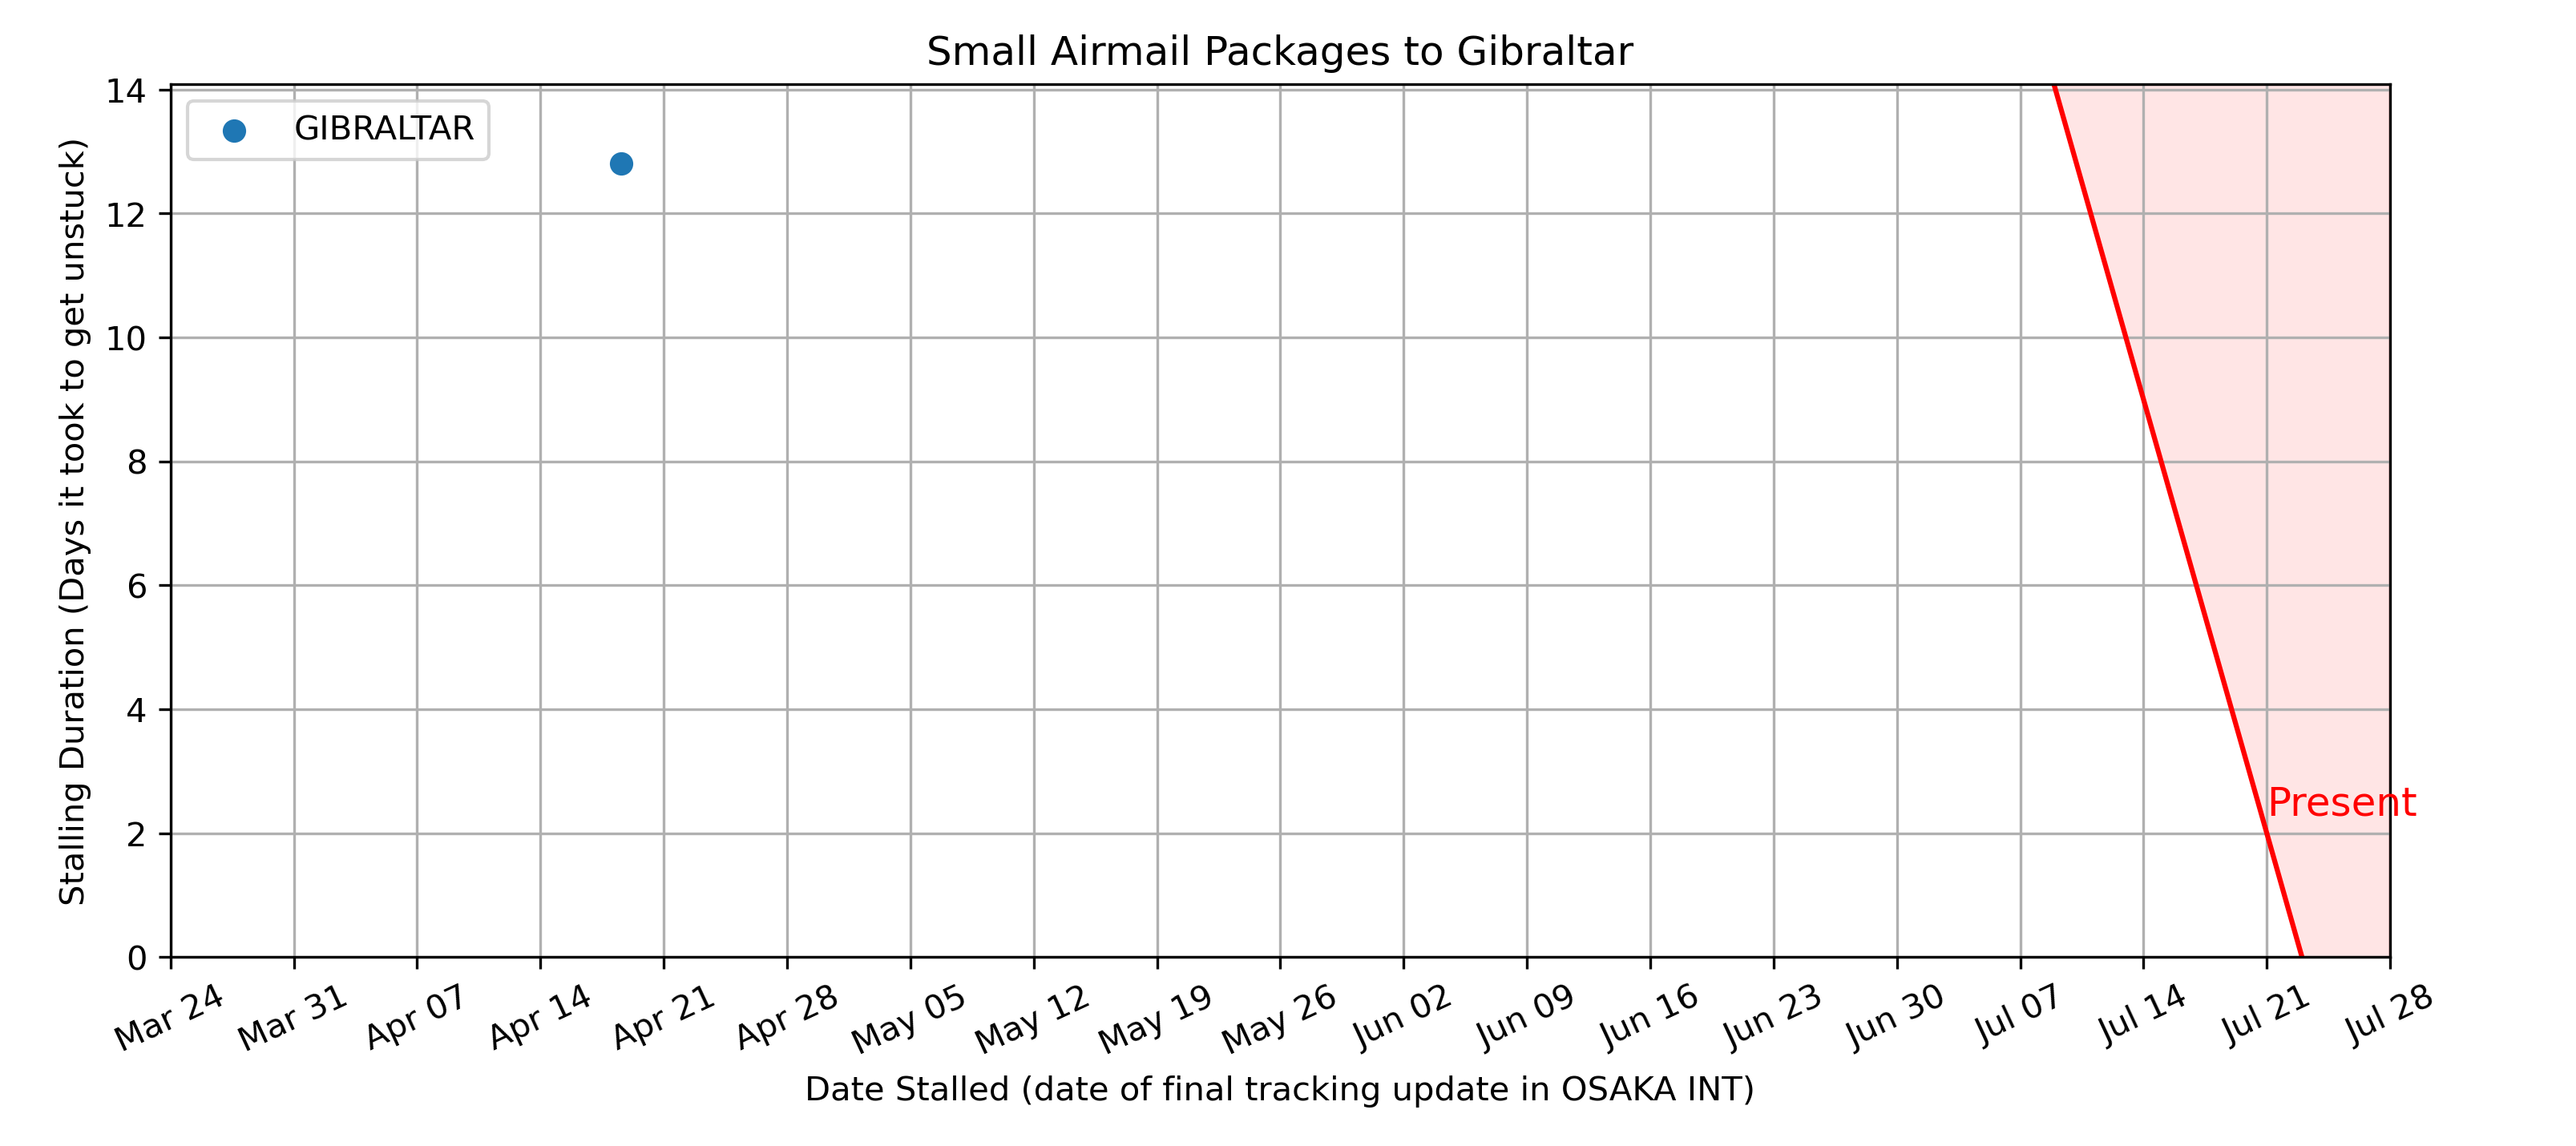 Small Airmail Packages to Gibraltar
GIBRALTAR
Stalling Duration (Days it took to get unstuck)
14
12
10
8
6
4
2
0
Present
Mar 24
Mar 31
Apr 07
Apr 14
Apr 21
Apr 28
May 05
May 12
May 19
May 26
Jun 02
Jun 09
Jun 16
Jun 23
Jun 30
Jul 07
Jul 14
Jul 21
Jul 28
Date Stalled (date of final tracking update in OSAKA INT)